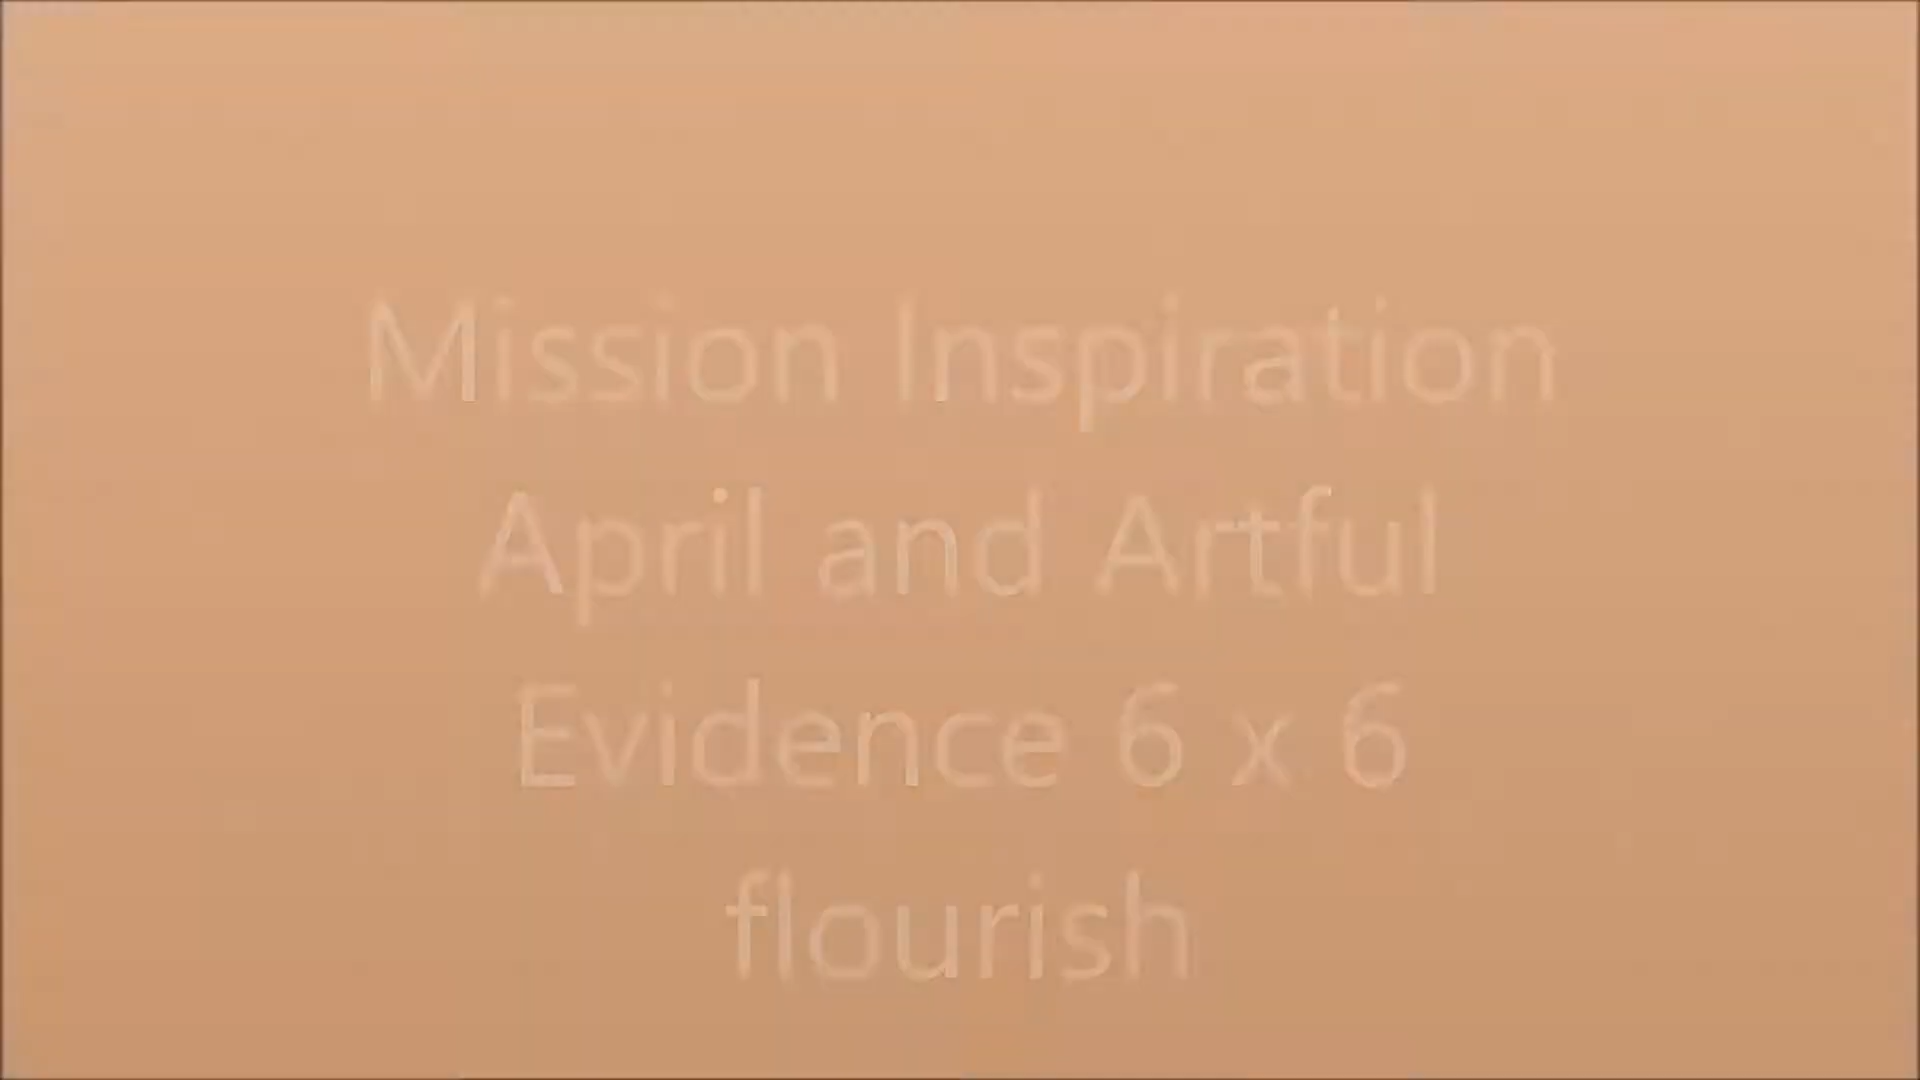 Mission Inspiration
April and Artful
Evidence 6 x 6
flourish